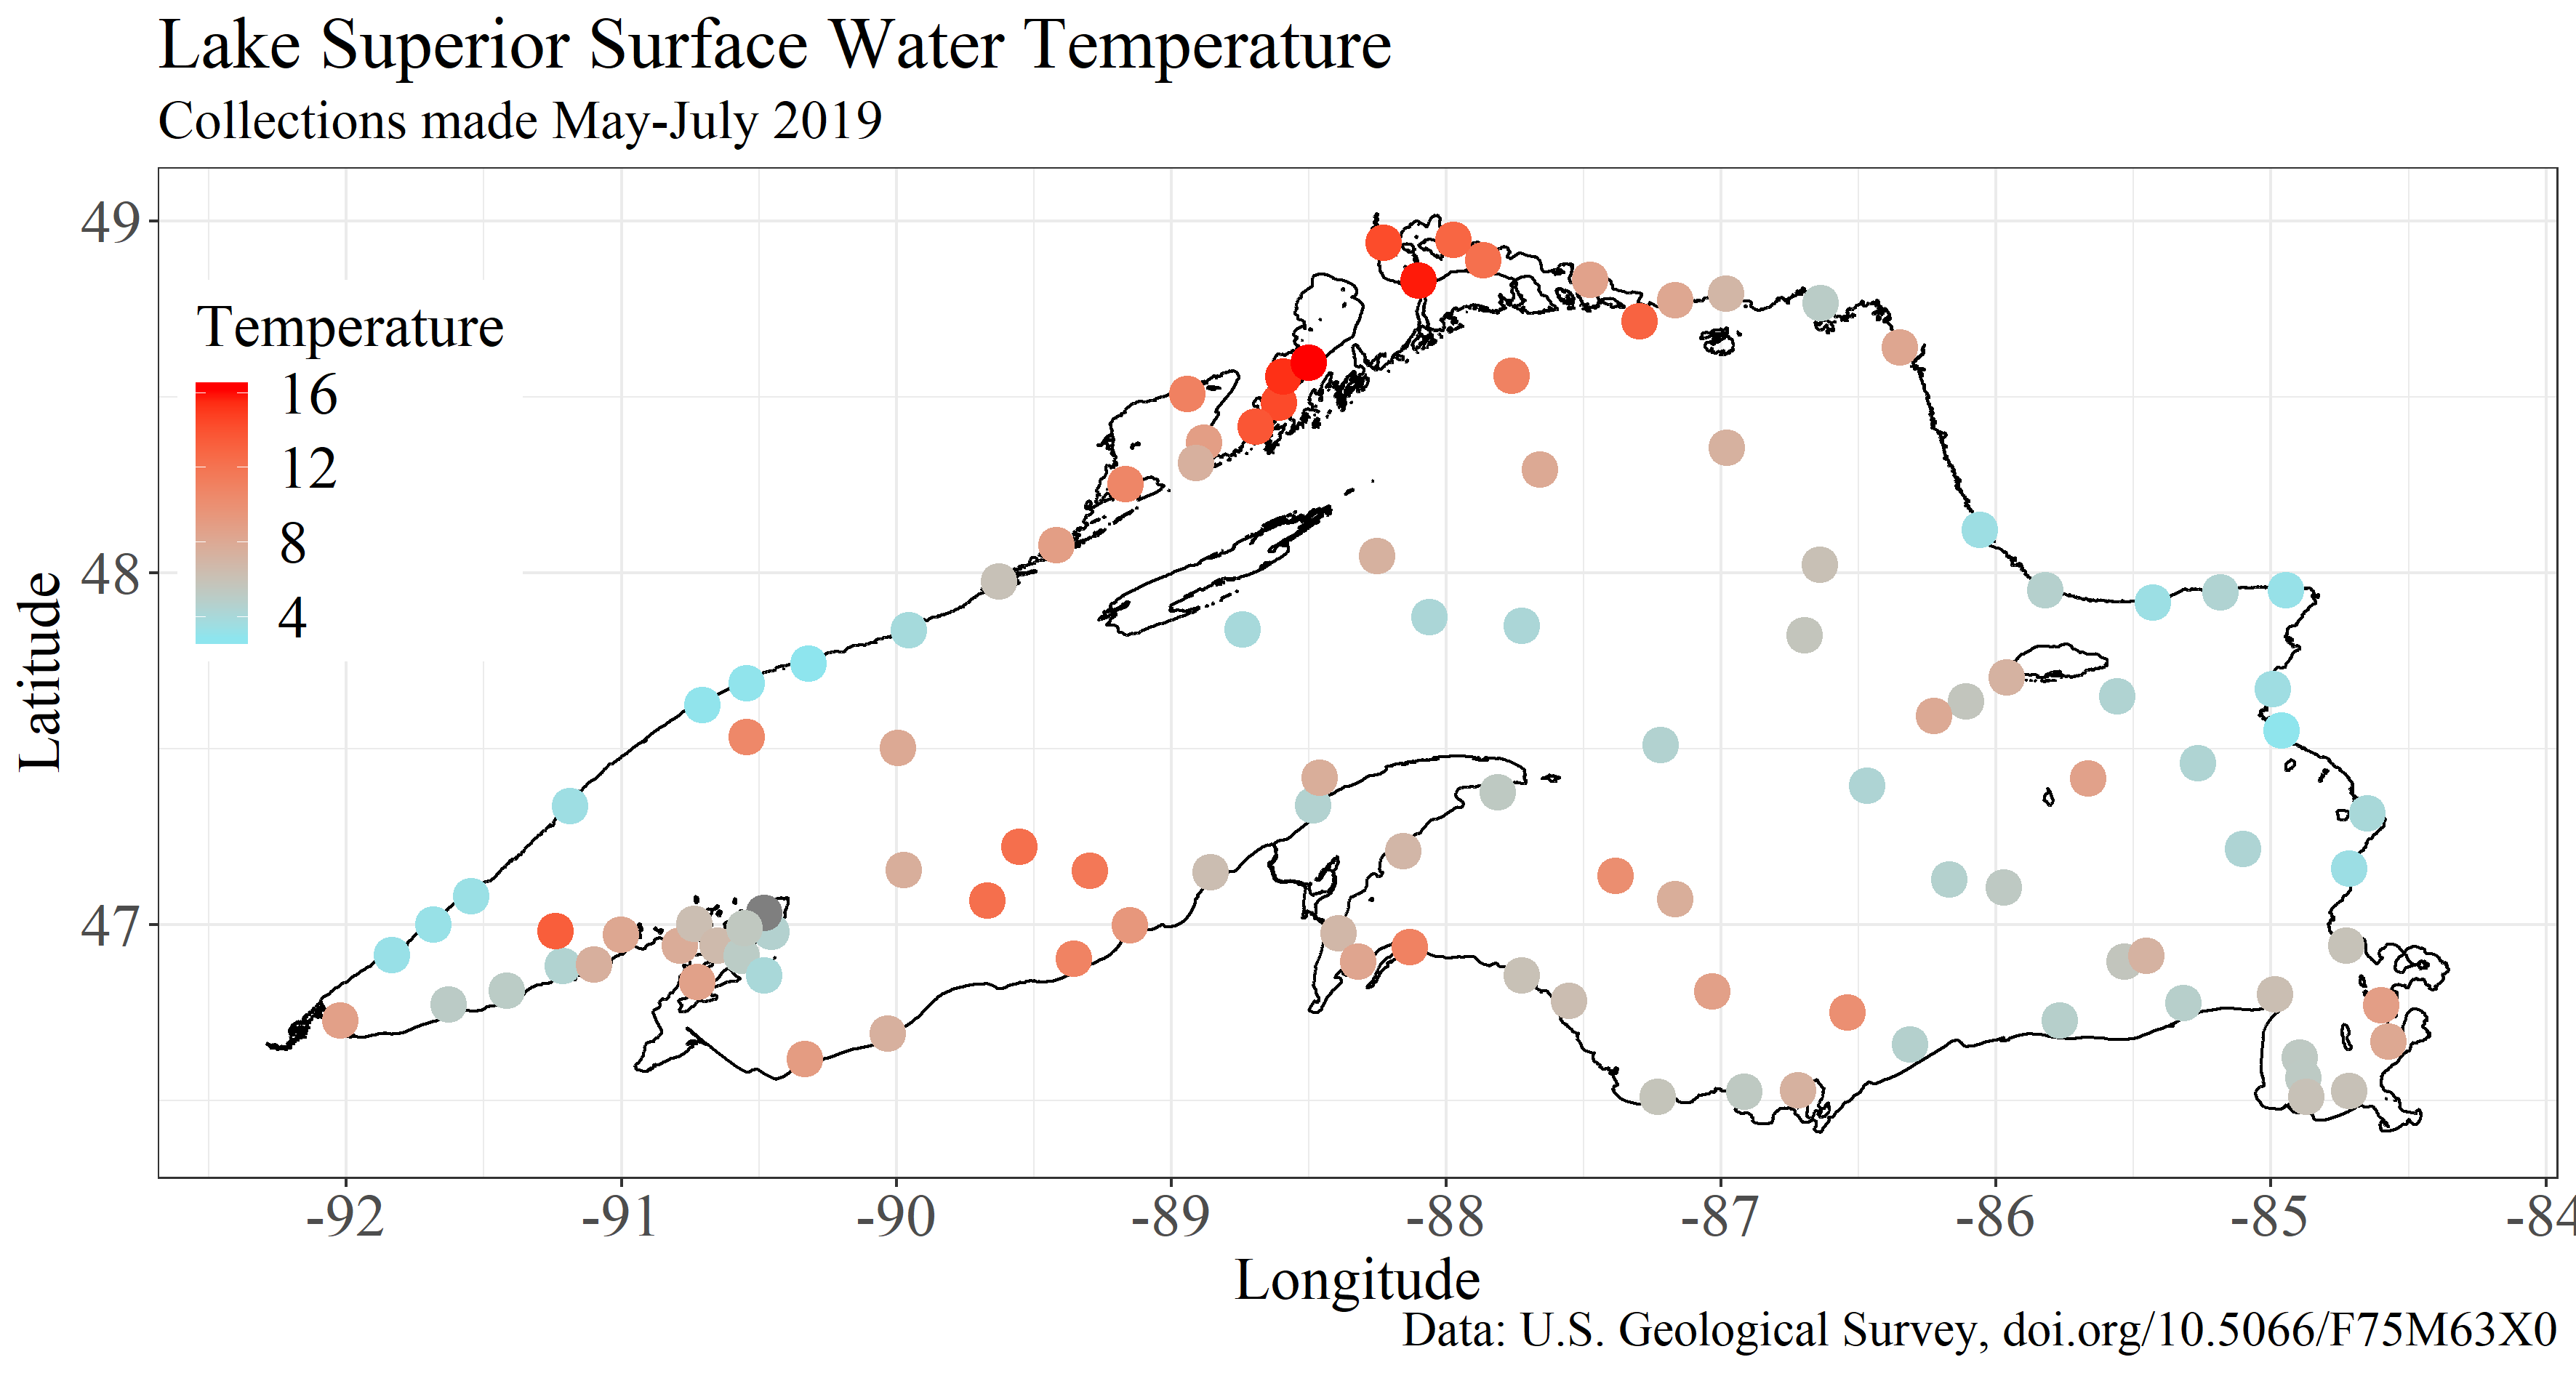 Lake Superior Surface Water Temperature
Collections made May-July 2019
49
48
47
Latitude
Temperature
16
12
8
4
-92
-91
-90
-89
-88
-87
-86
-85
-84
Longitude
Data: U.S. Geological Survey, doi.org/10.5066/F75M63X0